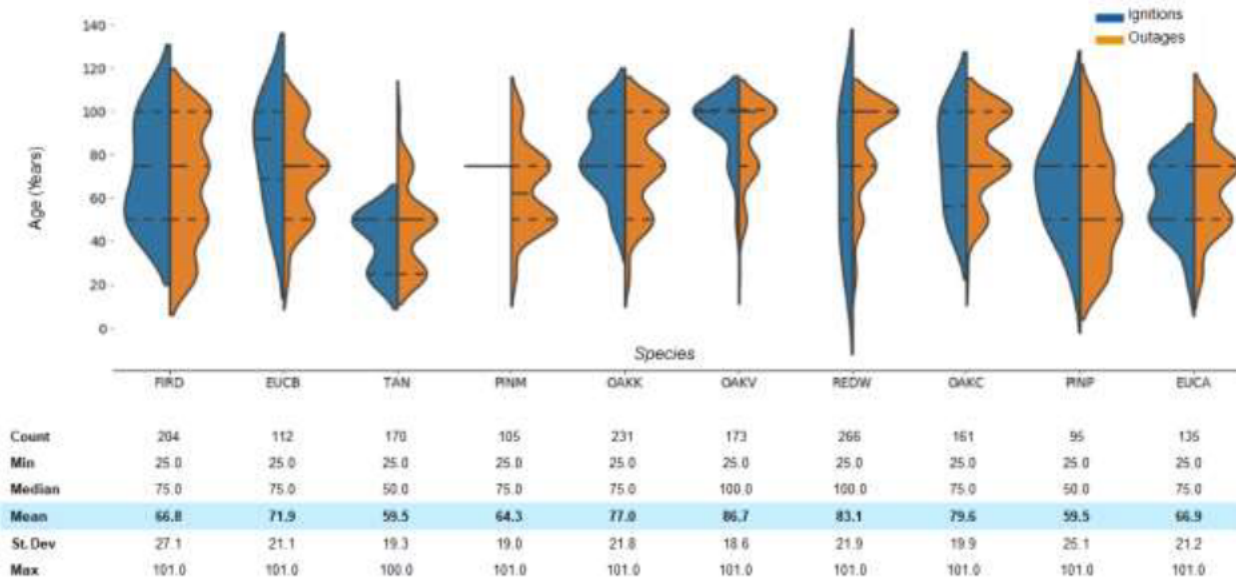 Ignitions
Outages
140
120
100
80
60
40
20
0
Age (Years)
Species
FIRD EUCB TAN PINM OAKK OAKV REDW OAKC PINP EUCA
Count 204 112 170 105 231 173 266 161 95 135
Min 25.0 25.0 25.0 25.0 25.0 25.0 25.0 25.0 25.0 25.0
Median 75.0 75.0 50.0 75.0 75.0 100.0 100.0 75.0 50.0 75.0
Mean 66.8 71.9 59.5 64.3 77.0 86.7 83.1 79.6 59.5 66.9
St. Dev 27.1 21.1 19.3 19.0 21.8 18.6 21.9 19.9 25.1 21.2
Max 101.0 101.0 100.0 101.0 101.0 101.0 101.0 101.0 101.0 101.0